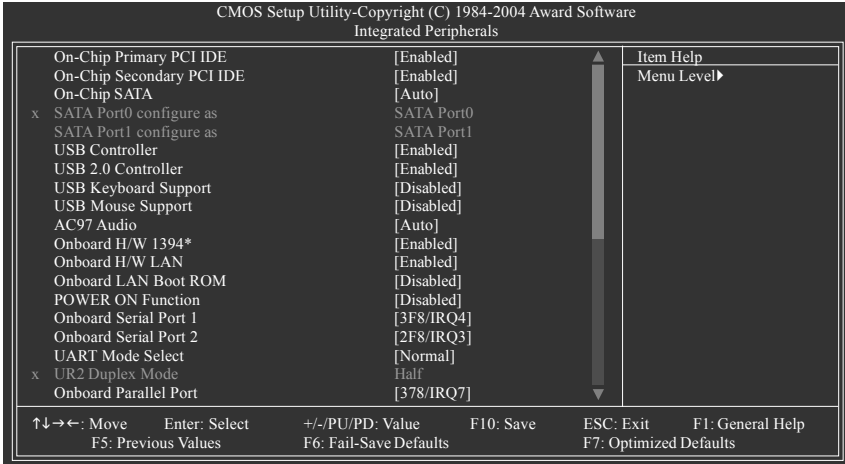 CMOS Setup Utility-Copyright (C) 1984-2004 Award Software
Integrated Peripherals
On-Chip Primary PCI IDE [Enabled]
On-Chip Secondary PCI IDE [Enabled]
On-Chip SATA [Auto]
x SATA Port0 configure as SATA Port0
SATA Port1 configure as SATA Port1
USB Controller [Enabled]
USB 2.0 Controller [Enabled]
USB Keyboard Support [Disabled]
USB Mouse Support [Disabled]
AC97 Audio [Auto]
Onboard H/W 1394* [Enabled]
Onboard H/W LAN [Enabled]
Onboard LAN Boot ROM [Disabled]
POWER ON Function [Disabled]
Onboard Serial Port 1 [3F8/IRQ4]
Onboard Serial Port 2 [2F8/IRQ3]
UART Mode Select [Normal]
x UR2 Duplex Mode Half
Onboard Parallel Port [378/IRQ7]
Item Help
Menu Level▸
↑↓→←: Move Enter: Select +/-/PU/PD: Value F10: Save ESC: Exit F1: General Help
F5: Previous Values F6: Fail-Save Defaults F7: Optimized Defaults